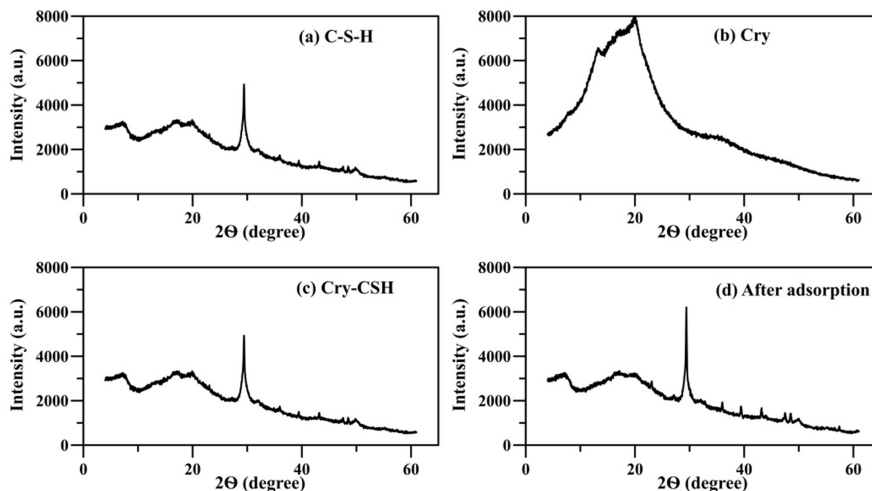 (a) C-S-H
Intensity (a.u.)
8000
6000
4000
2000
0
0 20 40 60
2Θ (degree)
(b) Cry
Intensity (a.u.)
8000
6000
4000
2000
0
0 20 40 60
2Θ (degree)
(c) Cry-CSH
Intensity (a.u.)
8000
6000
4000
2000
0
0 20 40 60
2Θ (degree)
(d) After adsorption
Intensity (a.u.)
8000
6000
4000
2000
0
0 20 40 60
2Θ (degree)